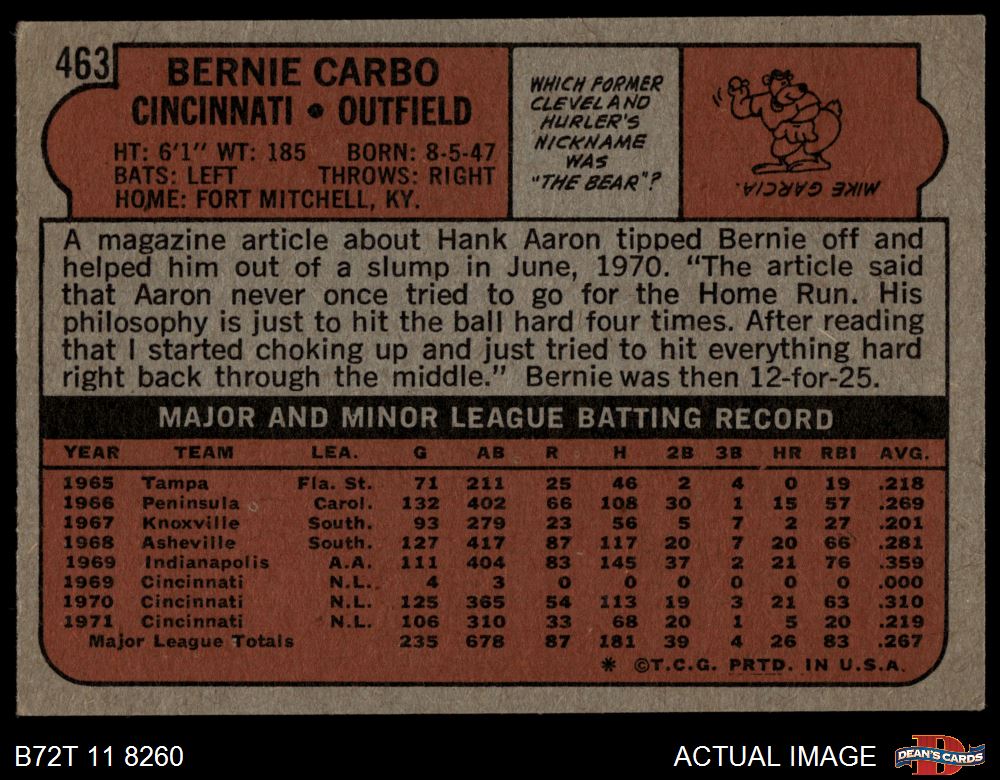 463
BERNIE CARBO
CINCINNATI • OUTFIELD
HT: 6'1" WT: 185 BORN: 8-5-47
BATS: LEFT THROWS: RIGHT
HOME: FORT MITCHELL, KY.
WHICH FORMER
CLEVELAND
HURLER'S
NICKNAME
WAS
"THE BEAR"?
MIKE GARCIA.
A magazine article about Hank Aaron tipped Bernie off and
helped him out of a slump in June, 1970. "The article said
that Aaron never once tried to go for the Home Run. His
philosophy is just to hit the ball hard four times. After reading
that I started choking up and just tried to hit everything hard
right back through the middle." Bernie was then 12-for-25.
MAJOR AND MINOR LEAGUE BATTING RECORD
YEAR TEAM LEA. G AB R H 2B 3B HR RBI AVG.
1965 Tampa Fla. St. 71 211 25 46 2 4 0 19 .218
1966 Peninsula Carol. 132 402 66 108 30 1 15 57 .269
1967 Knoxville South. 93 279 23 56 5 7 2 27 .201
1968 Asheville South. 127 417 87 117 20 7 20 66 .281
1969 Indianapolis A.A. 111 404 83 145 37 2 21 76 .359
1969 Cincinnati N.L. 4 3 0 0 0 0 0 0 .000
1970 Cincinnati N.L. 125 365 54 113 19 3 21 63 .310
1971 Cincinnati N.L. 106 310 33 68 20 1 5 20 .219
Major League Totals 235 678 87 181 39 4 26 83 .267
* ©T.C.G. PRTD. IN U.S.A.
B72T 11 8260
ACTUAL IMAGE
DEAN'S CARDS